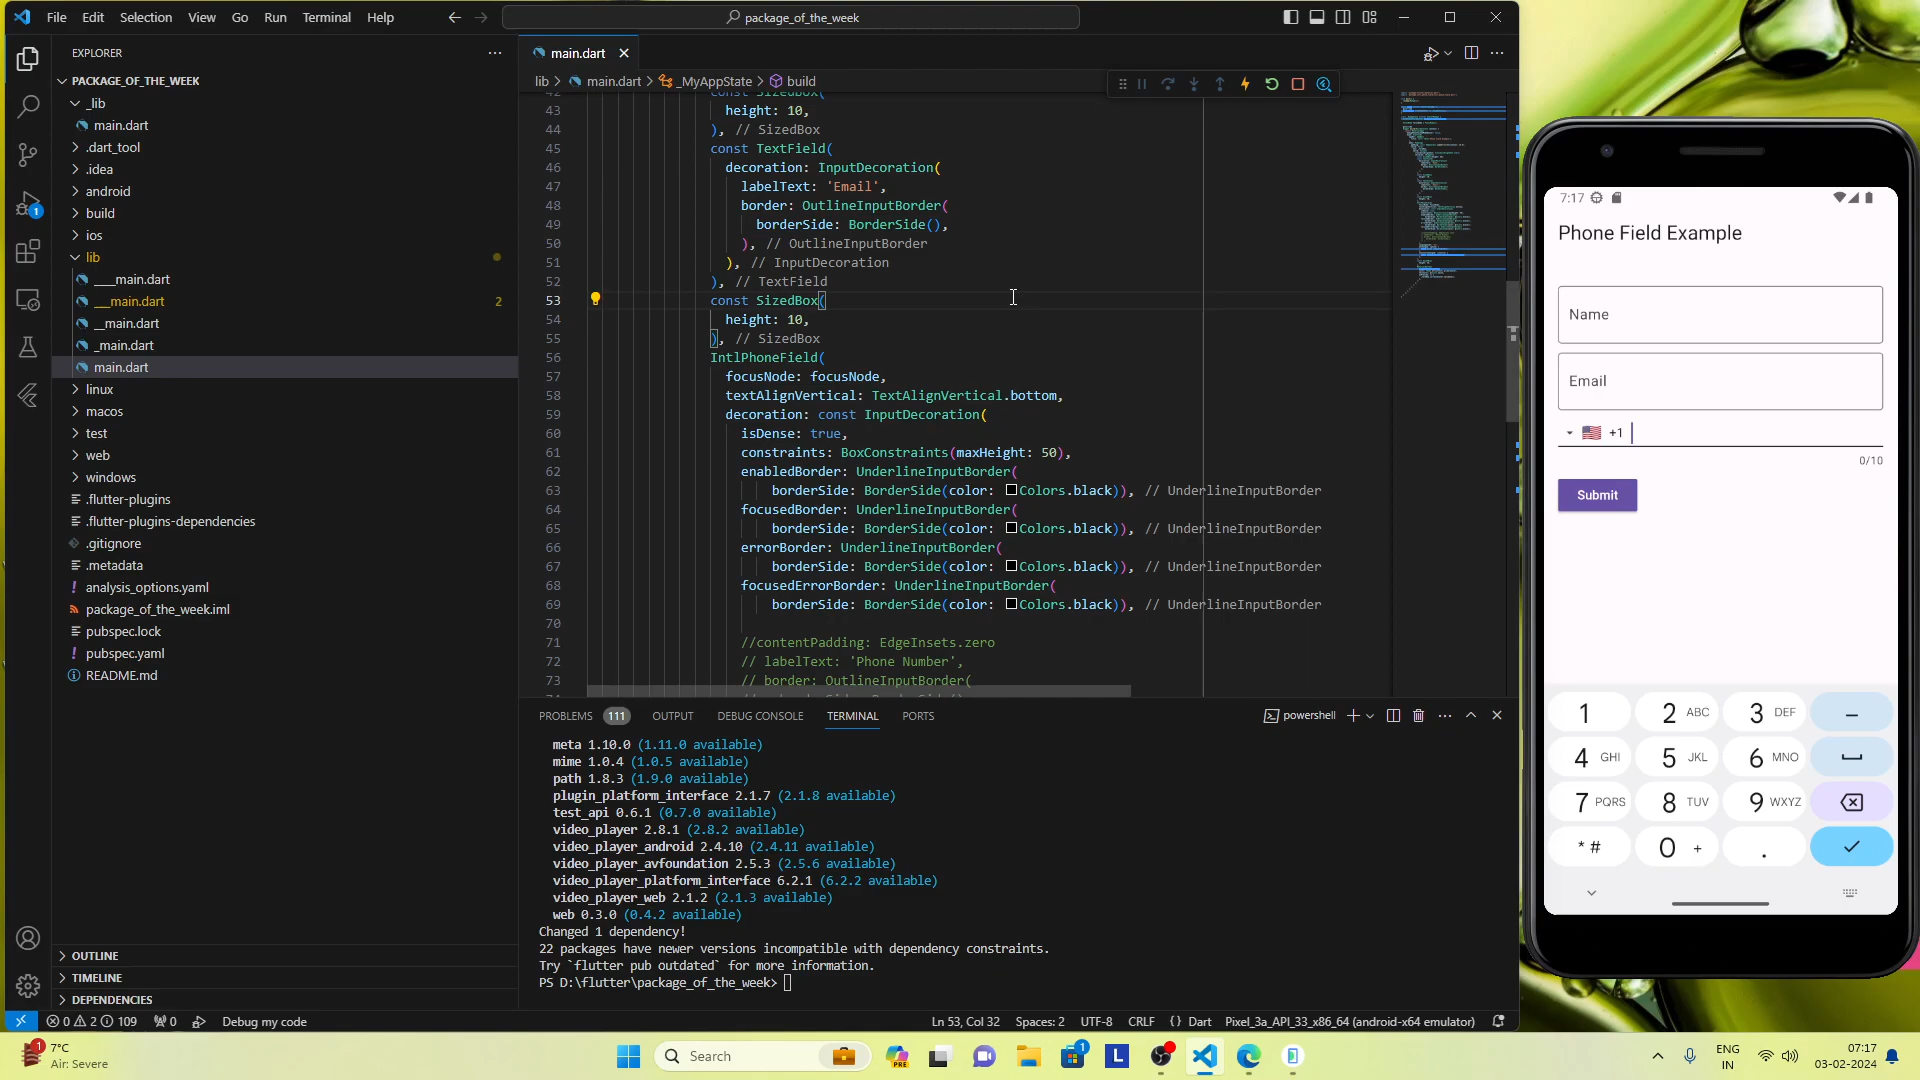 File Edit Selection View Go Run Terminal Help
package_of_the_week
EXPLORER
PACKAGE_OF_THE_WEEK
_lib
main.dart
.dart_tool
.idea
android
build
ios
lib
____main.dart
___main.dart 2
__main.dart
_main.dart
main.dart
linux
macos
test
web
windows
.flutter-plugins
.flutter-plugins-dependencies
.gitignore
.metadata
analysis_options.yaml
package_of_the_week.iml
pubspec.lock
pubspec.yaml
README.md
OUTLINE
TIMELINE
DEPENDENCIES
1
main.dart
lib > main.dart > _MyAppState > build
42 const SizedBox(
43 height: 10,
44 ), // SizedBox
45 const TextField(
46 decoration: InputDecoration(
47 labelText: 'Email',
48 border: OutlineInputBorder(
49 borderSide: BorderSide(),
50 ), // OutlineInputBorder
51 ), // InputDecoration
52 ), // TextField
53 const SizedBox(
54 height: 10,
55 ), // SizedBox
56 IntlPhoneField(
57 focusNode: focusNode,
58 textAlignVertical: TextAlignVertical.bottom,
59 decoration: const InputDecoration(
60 isDense: true,
61 constraints: BoxConstraints(maxHeight: 50),
62 enabledBorder: UnderlineInputBorder(
63 borderSide: BorderSide(color: Colors.black)), // UnderlineInputBorder
64 focusedBorder: UnderlineInputBorder(
65 borderSide: BorderSide(color: Colors.black)), // UnderlineInputBorder
66 errorBorder: UnderlineInputBorder(
67 borderSide: BorderSide(color: Colors.black)), // UnderlineInputBorder
68 focusedErrorBorder: UnderlineInputBorder(
69 borderSide: BorderSide(color: Colors.black)), // UnderlineInputBorder
70
71 //contentPadding: EdgeInsets.zero
72 // labelText: 'Phone Number',
73 // border: OutlineInputBorder(
PROBLEMS 111 OUTPUT DEBUG CONSOLE TERMINAL PORTS
powershell
meta 1.10.0 (1.11.0 available)
mime 1.0.4 (1.0.5 available)
path 1.8.3 (1.9.0 available)
plugin_platform_interface 2.1.7 (2.1.8 available)
test_api 0.6.1 (0.7.0 available)
video_player 2.8.1 (2.8.2 available)
video_player_android 2.4.10 (2.4.11 available)
video_player_avfoundation 2.5.3 (2.5.6 available)
video_player_platform_interface 6.2.1 (6.2.2 available)
video_player_web 2.1.2 (2.1.3 available)
web 0.3.0 (0.4.2 available)
Changed 1 dependency!
22 packages have newer versions incompatible with dependency constraints.
Try `flutter pub outdated` for more information.
PS D:\flutter\package_of_the_week>
0 2 109 0 Debug my code
Ln 53, Col 32 Spaces: 2 UTF-8 CRLF {} Dart Pixel_3a_API_33_x86_64 (android-x64 emulator)
7:17
Phone Field Example
Name
Email
+1
0/10
Submit
1 2 ABC 3 DEF –
4 GHI 5 JKL 6 MNO
7 PQRS 8 TUV 9 WXYZ
* # 0 + .
1
7°C
Air: Severe
Search
PRE
1
L
ENG
IN
07:17
03-02-2024